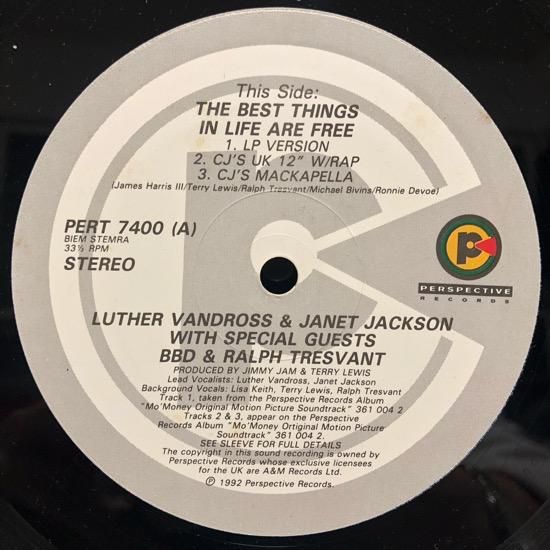 This Side:
THE BEST THINGS
IN LIFE ARE FREE
1. LP VERSION
2. CJ'S UK 12" W/RAP
3. CJ'S MACKAPELLA
(James Harris III/Terry Lewis/Ralph Tresvant/Michael Bivins/Ronnie Devoe)
PERT 7400 (A)
BIEM STEMRA
33⅓ RPM
STEREO
P
PERSPECTIVE
RECORDS
LUTHER VANDROSS & JANET JACKSON
WITH SPECIAL GUESTS
BBD & RALPH TRESVANT
PRODUCED BY JIMMY JAM & TERRY LEWIS
Lead Vocalists: Luther Vandross, Janet Jackson
Background Vocals: Lisa Keith, Terry Lewis, Ralph Tresvant
Track 1, taken from the Perspective Records Album
"Mo'Money Original Motion Picture Soundtrack" 361 004 2
Tracks 2 & 3, appear on the Perspective
Records Album "Mo'Money Original Motion Picture
Soundtrack" 361 004 2.
SEE SLEEVE FOR FULL DETAILS
The copyright in this sound recording is owned by
Perspective Records whose exclusive licensees
for the UK are A&M Records Ltd.
℗ 1992 Perspective Records.